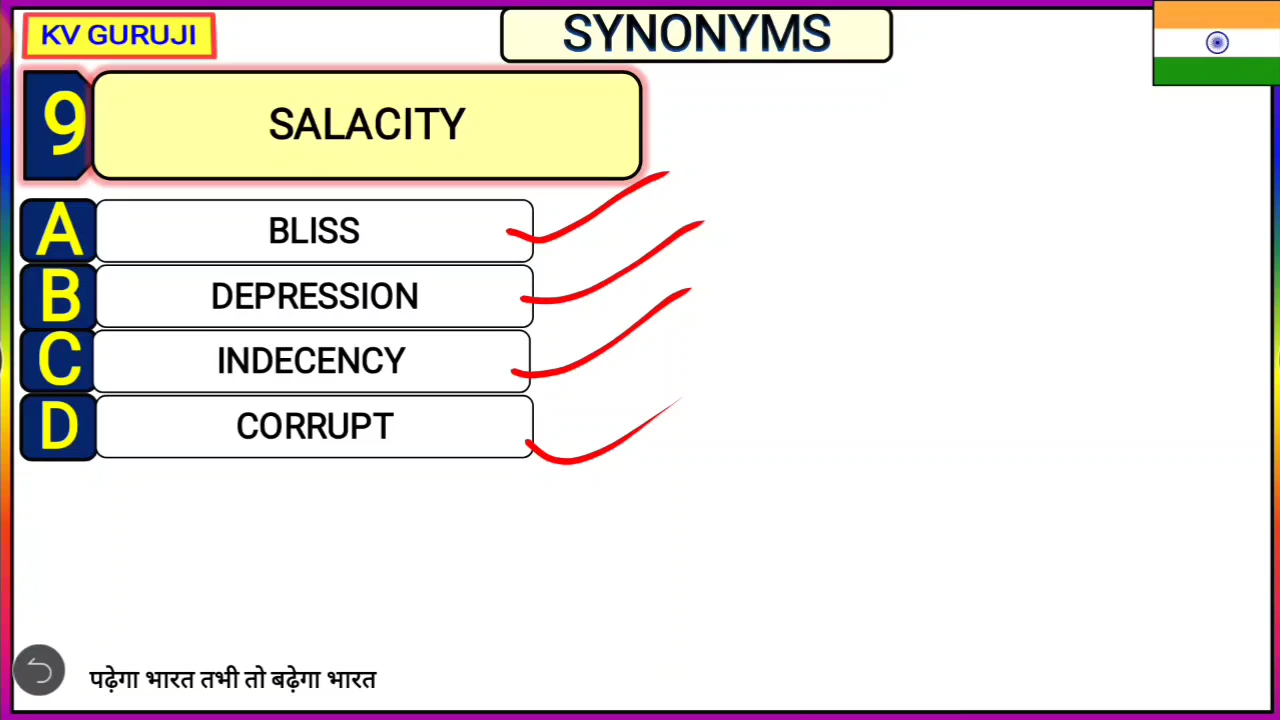 KV GURUJI
SYNONYMS
9 SALACITY
A BLISS
B DEPRESSION
C INDECENCY
D CORRUPT
पढ़ेगा भारत तभी तो बढ़ेगा भारत